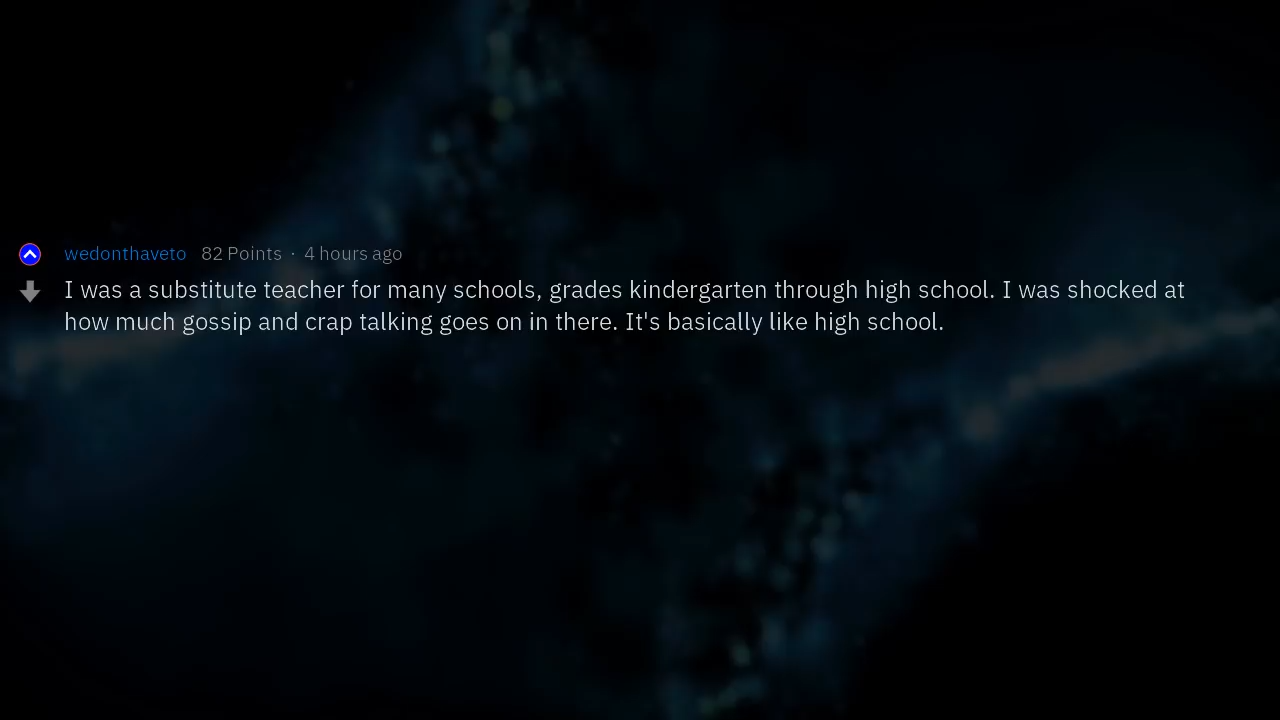 wedonthaveto 82 Points · 4 hours ago
I was a substitute teacher for many schools, grades kindergarten through high school. I was shocked at
how much gossip and crap talking goes on in there. It's basically like high school.